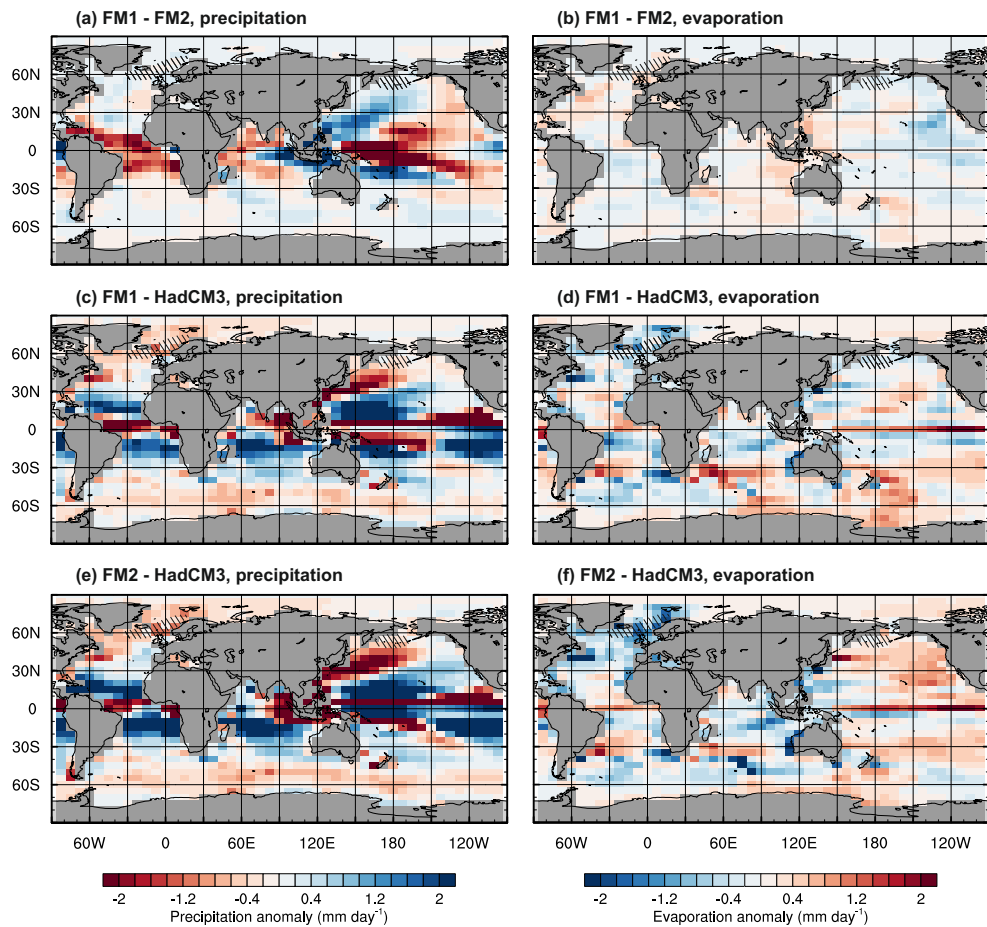 (a) FM1 - FM2, precipitation
(b) FM1 - FM2, evaporation
60N
30N
0
30S
60S
(c) FM1 - HadCM3, precipitation
(d) FM1 - HadCM3, evaporation
60N
30N
0
30S
60S
(e) FM2 - HadCM3, precipitation
(f) FM2 - HadCM3, evaporation
60N
30N
0
30S
60S
60W 0 60E 120E 180 120W
60W 0 60E 120E 180 120W
-2 -1.2 -0.4 0.4 1.2 2
Precipitation anomaly (mm day⁻¹)
-2 -1.2 -0.4 0.4 1.2 2
Evaporation anomaly (mm day⁻¹)